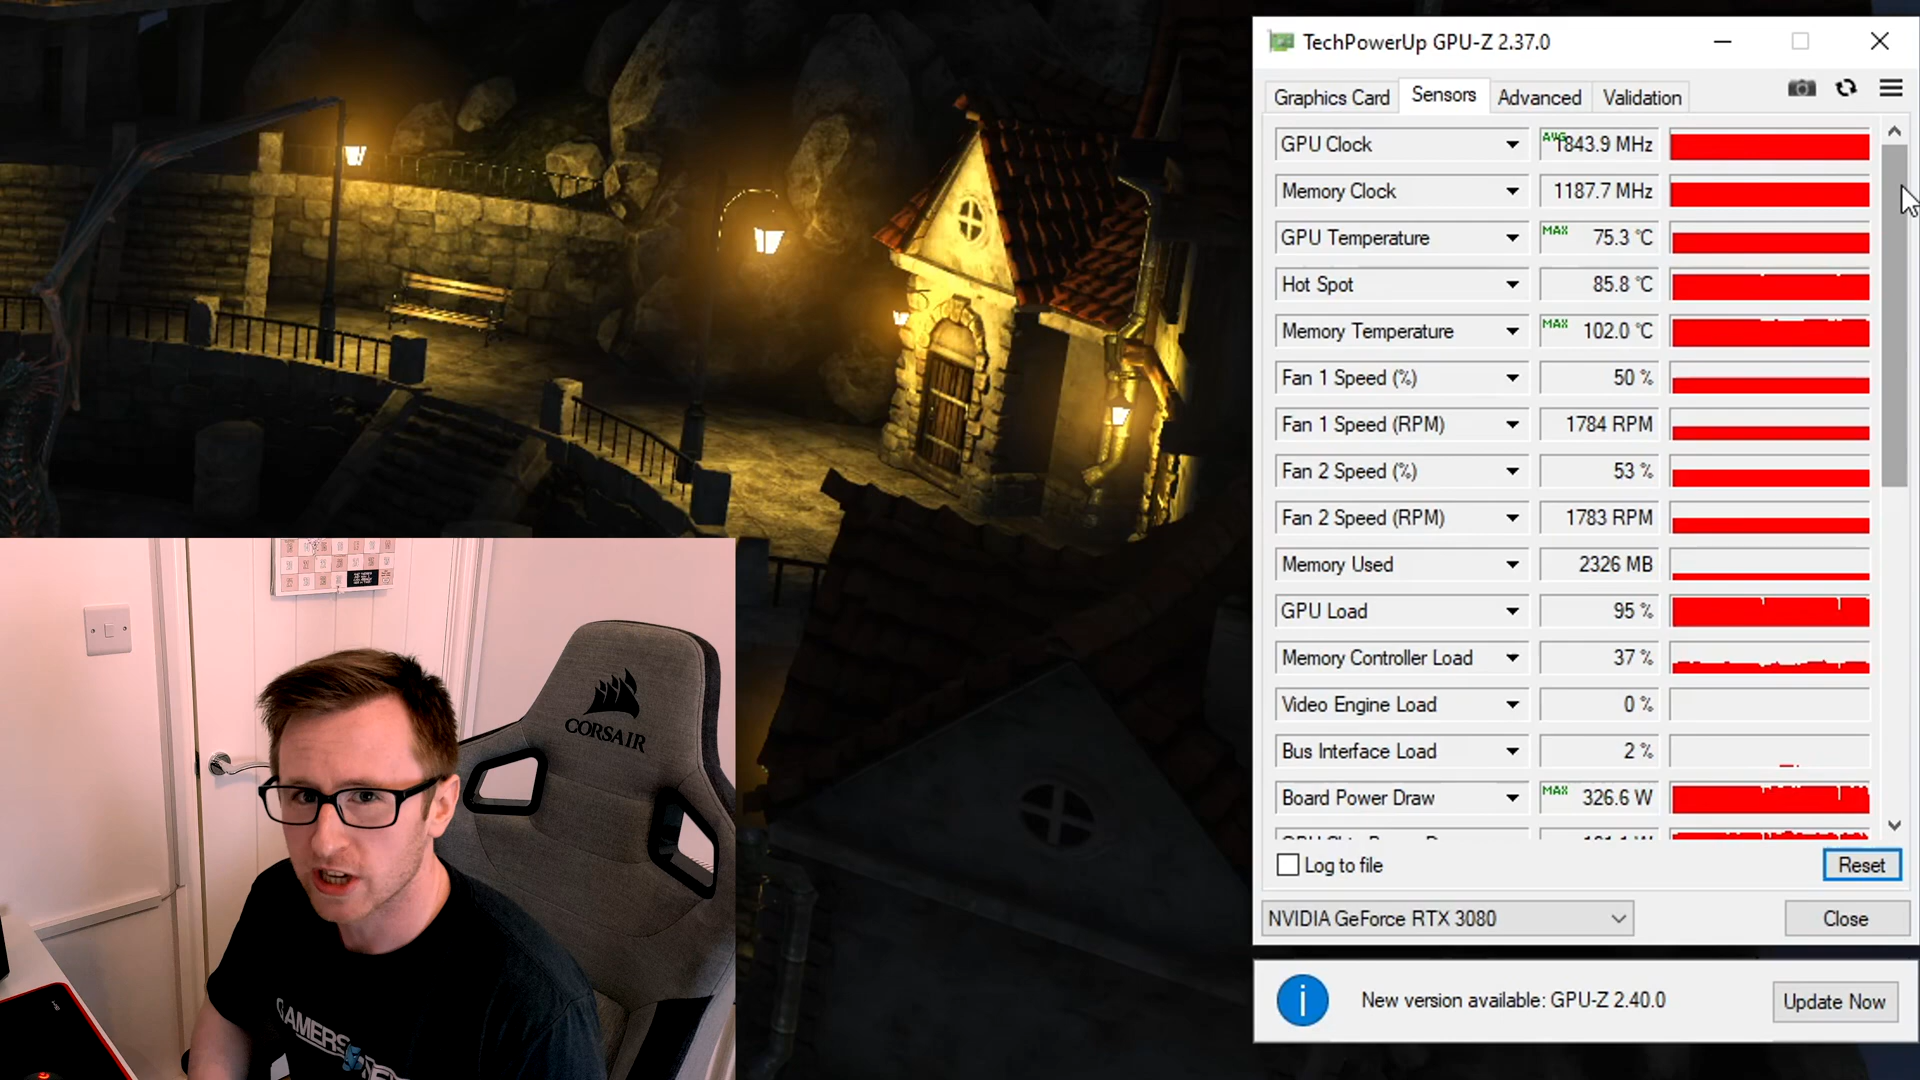 TechPowerUp GPU-Z 2.37.0
Graphics Card Sensors Advanced Validation
GPU Clock AVG 1843.9 MHz
Memory Clock 1187.7 MHz
GPU Temperature MAX 75.3 °C
Hot Spot 85.8 °C
Memory Temperature MAX 102.0 °C
Fan 1 Speed (%) 50 %
Fan 1 Speed (RPM) 1784 RPM
Fan 2 Speed (%) 53 %
Fan 2 Speed (RPM) 1783 RPM
Memory Used 2326 MB
GPU Load 95 %
Memory Controller Load 37 %
Video Engine Load 0 %
Bus Interface Load 2 %
Board Power Draw MAX 326.6 W
Log to file Reset
NVIDIA GeForce RTX 3080 Close
New version available: GPU-Z 2.40.0 Update Now
CORSAIR
GAMERS